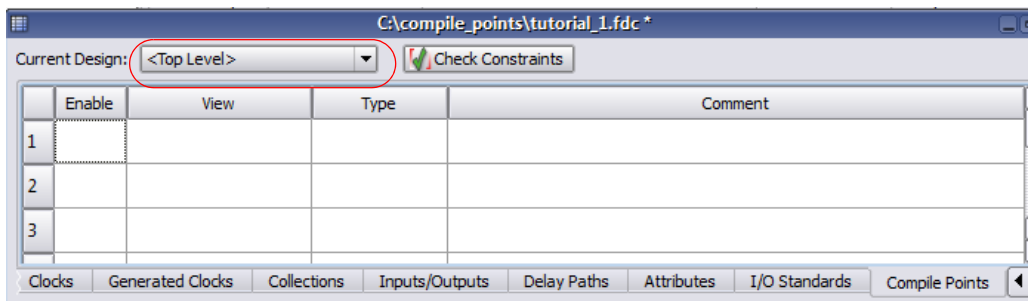 C:\compile_points\tutorial_1.fdc *
Current Design: <Top Level> Check Constraints
Enable View Type Comment
1
2
3
Clocks Generated Clocks Collections Inputs/Outputs Delay Paths Attributes I/O Standards Compile Points